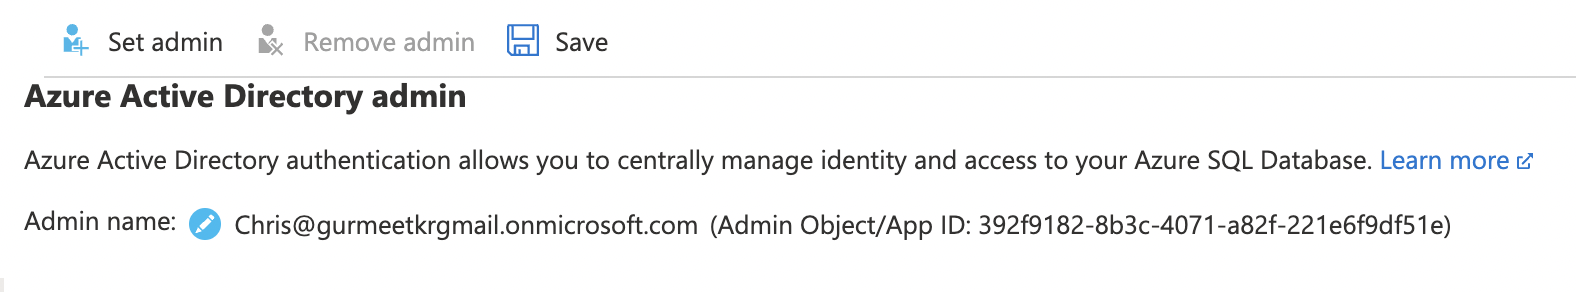 Set admin Remove admin Save
Azure Active Directory admin
Azure Active Directory authentication allows you to centrally manage identity and access to your Azure SQL Database. Learn more
Admin name: Chris@gurmeetkrgmail.onmicrosoft.com (Admin Object/App ID: 392f9182-8b3c-4071-a82f-221e6f9df51e)